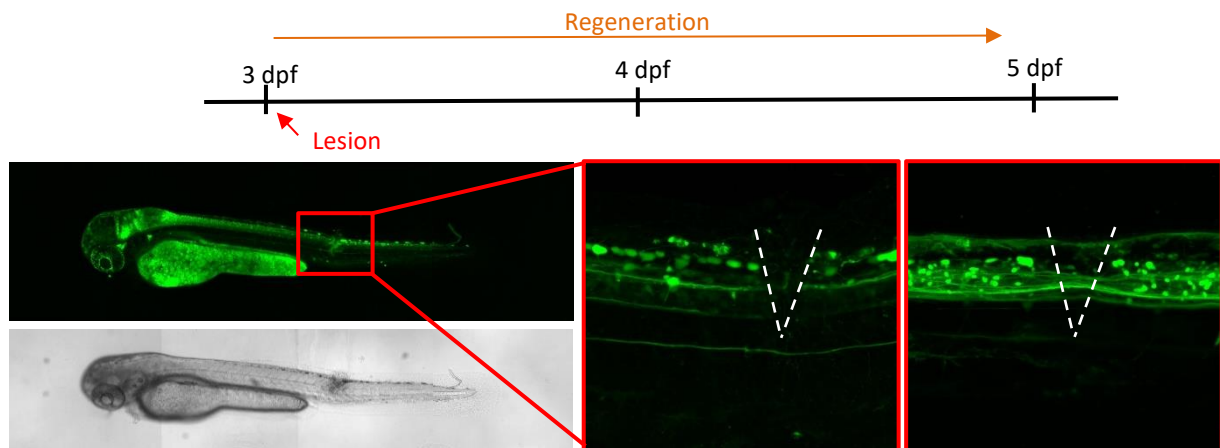 Regeneration
3 dpf
4 dpf
5 dpf
Lesion